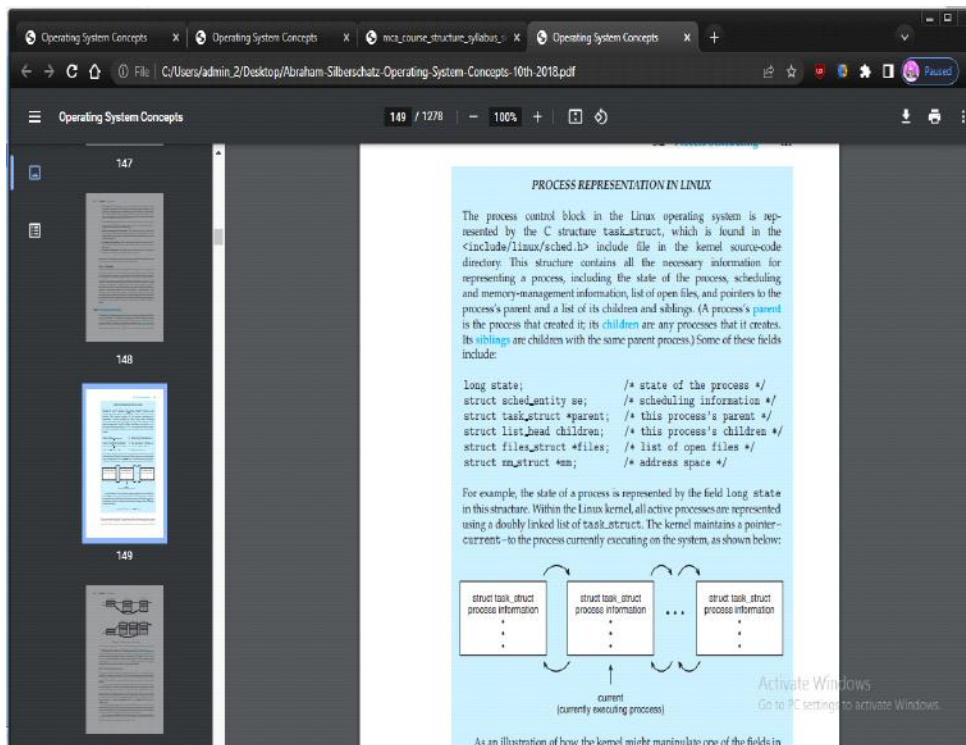 Operating System Concepts
Operating System Concepts
mca_course_structure_syllabus_s
Operating System Concepts
File
C:/Users/admin_2/Desktop/Abraham-Silberschatz-Operating-System-Concepts-10th-2018.pdf
Paused
Operating System Concepts
149 / 1278
100%
147
148
149
PROCESS REPRESENTATION IN LINUX
The process control block in the Linux operating system is rep-
resented by the C structure task_struct, which is found in the
<include/linux/sched.h> include file in the kernel source-code
directory. This structure contains all the necessary information for
representing a process, including the state of the process, scheduling
and memory-management information, list of open files, and pointers to the
process's parent and a list of its children and siblings. (A process's parent
is the process that created it; its children are any processes that it creates.
Its siblings are children with the same parent process.) Some of these fields
include:
long state; /* state of the process */
struct sched_entity se; /* scheduling information */
struct task_struct *parent; /* this process's parent */
struct list_head children; /* this process's children */
struct files_struct *files; /* list of open files */
struct mm_struct *mm; /* address space */
For example, the state of a process is represented by the field long state
in this structure. Within the Linux kernel, all active processes are represented
using a doubly linked list of task_struct. The kernel maintains a pointer–
current–to the process currently executing on the system, as shown below:
struct task_struct
process information
struct task_struct
process information
struct task_struct
process information
current
(currently executing proccess)
Activate Windows
Go to PC settings to activate Windows.
As an illustration of how the kernel might manipulate one of the fields in